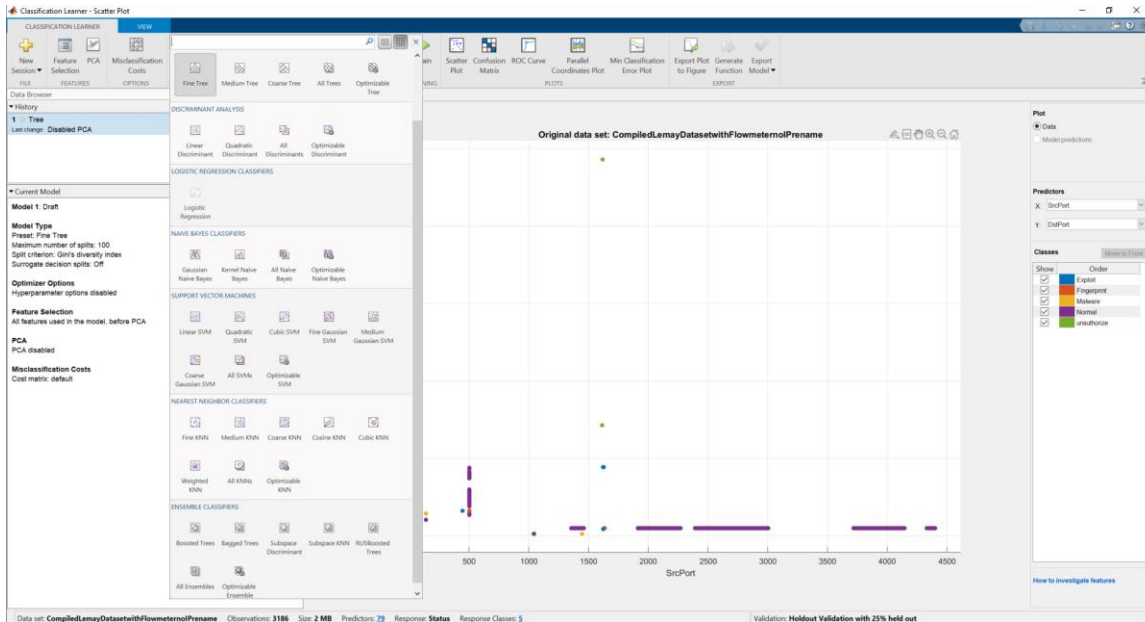 Classification Learner - Scatter Plot
CLASSIFICATION LEARNER VIEW
New Session
Feature Selection
PCA
Misclassification Costs
Scatter Plot
Confusion Matrix
ROC Curve
Parallel Coordinates Plot
Min Classification Error Plot
Export Plot to Figure
Generate Function
Export Model
FILE FEATURES OPTIONS PLOTS EXPORT
Data Browser
History
1 Tree
Last change: Disabled PCA
Current Model
Model 1: Draft
Model Type
Preset: Fine Tree
Maximum number of splits: 100
Split criterion: Gini's diversity index
Surrogate decision splits: Off
Optimizer Options
Hyperparameter options disabled
Feature Selection
All features used in the model, before PCA
PCA
PCA disabled
Misclassification Costs
Cost matrix: default
Fine Tree Medium Tree Coarse Tree All Trees Optimizable Tree
DISCRIMINANT ANALYSIS
Linear Discriminant Quadratic Discriminant All Discriminants Optimizable Discriminant
LOGISTIC REGRESSION CLASSIFIERS
Logistic Regression
NAIVE BAYES CLASSIFIERS
Gaussian Naive Bayes Kernel Naive Bayes All Naive Bayes Optimizable Naive Bayes
SUPPORT VECTOR MACHINES
Linear SVM Quadratic SVM Cubic SVM Fine Gaussian SVM Medium Gaussian SVM
Coarse Gaussian SVM All SVMs Optimizable SVM
NEAREST NEIGHBOR CLASSIFIERS
Fine KNN Medium KNN Coarse KNN Cosine KNN Cubic KNN
Weighted KNN All KNNs Optimizable KNN
ENSEMBLE CLASSIFIERS
Boosted Trees Bagged Trees Subspace Discriminant Subspace KNN RUSBoosted Trees
All Ensembles Optimizable Ensemble
Original data set: CompiledLemayDatasetwithFlowmeternoIPrename
500 1000 1500 2000 2500 3000 3500 4000 4500
SrcPort
Plot
Data
Model predictions
Predictors
X: SrcPort
Y: DstPort
Classes Move to Front
Show Order
Exploit
Fingerprint
Malware
Normal
unauthorize
How to investigate features
Data set: CompiledLemayDatasetwithFlowmeternoIPrename Observations: 3186 Size: 2 MB Predictors: 79 Response: Status Response Classes: 5 Validation: Holdout Validation with 25% held out